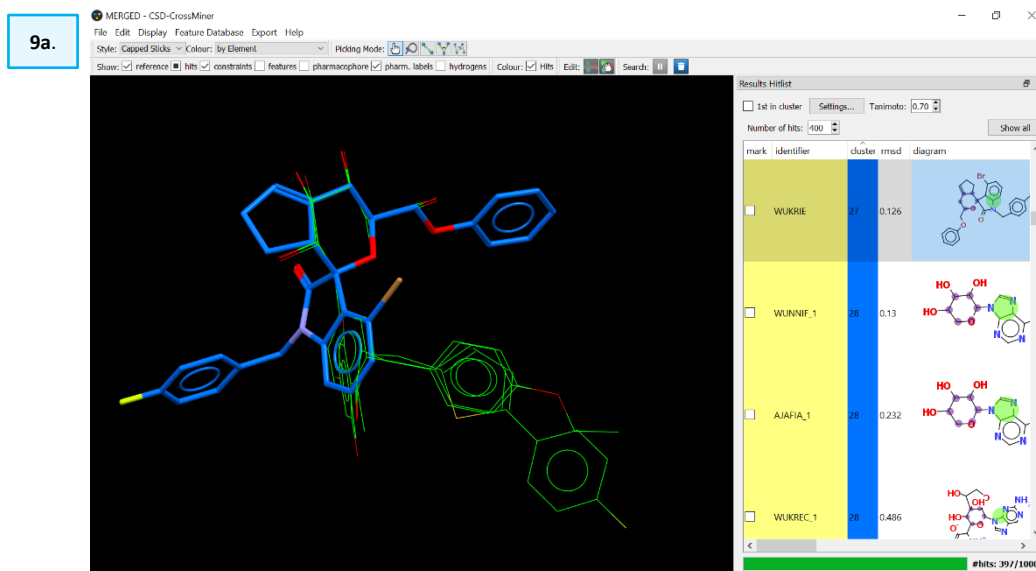 9a.
MERGED - CSD-CrossMiner
File Edit Display Feature Database Export Help
Style: Capped Sticks Colour: by Element Picking Mode:
Show: reference hits constraints features pharmacophore pharm. labels hydrogens Colour: Hits Edit: Search:
Results Hitlist
1st in cluster Settings... Tanimoto: 0.70
Number of hits: 400 Show all
mark identifier cluster rmsd diagram
WUKRIE 27 0.126
Br
N
O
O
WUNNIF_1 28 0.13
HO OH
HO N N
O N
N
AJAFIA_1 28 0.232
HO OH
HO N N
O N
N
WUKREC_1 28 0.486
HO O
OH NH
HO N N
O
#hits: 397/108